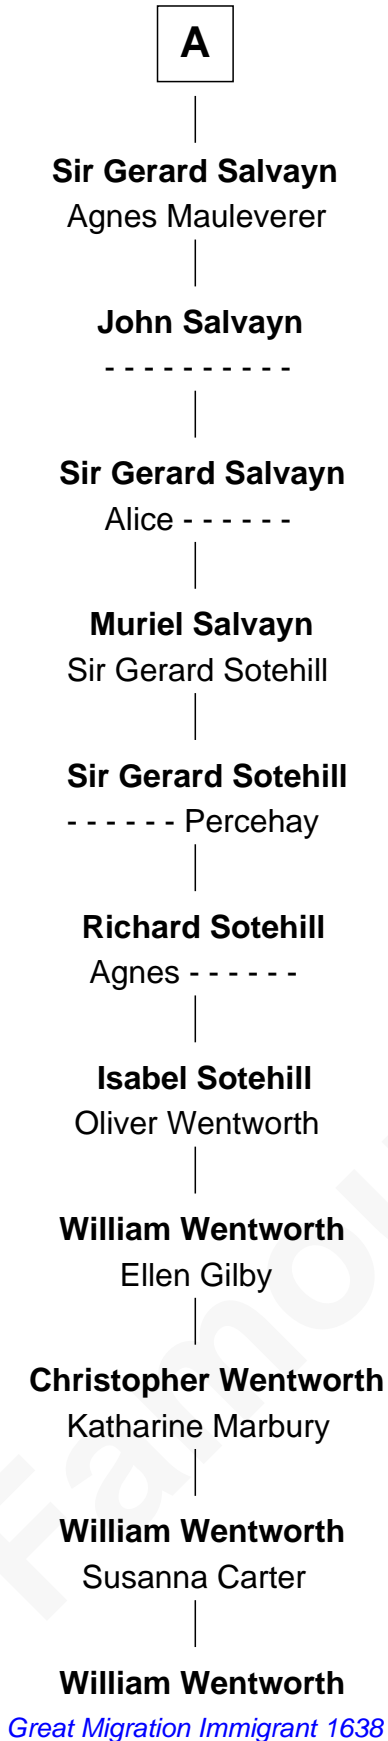 A
Sir Gerard Salvayn
Agnes Mauleverer
John Salvayn
- - - - - - - - - -
Sir Gerard Salvayn
Alice - - - - - -
Muriel Salvayn
Sir Gerard Sotehill
Sir Gerard Sotehill
- - - - - - Percehay
Richard Sotehill
Agnes - - - - - -
Isabel Sotehill
Oliver Wentworth
William Wentworth
Ellen Gilby
Christopher Wentworth
Katharine Marbury
William Wentworth
Susanna Carter
William Wentworth
Great Migration Immigrant 1638